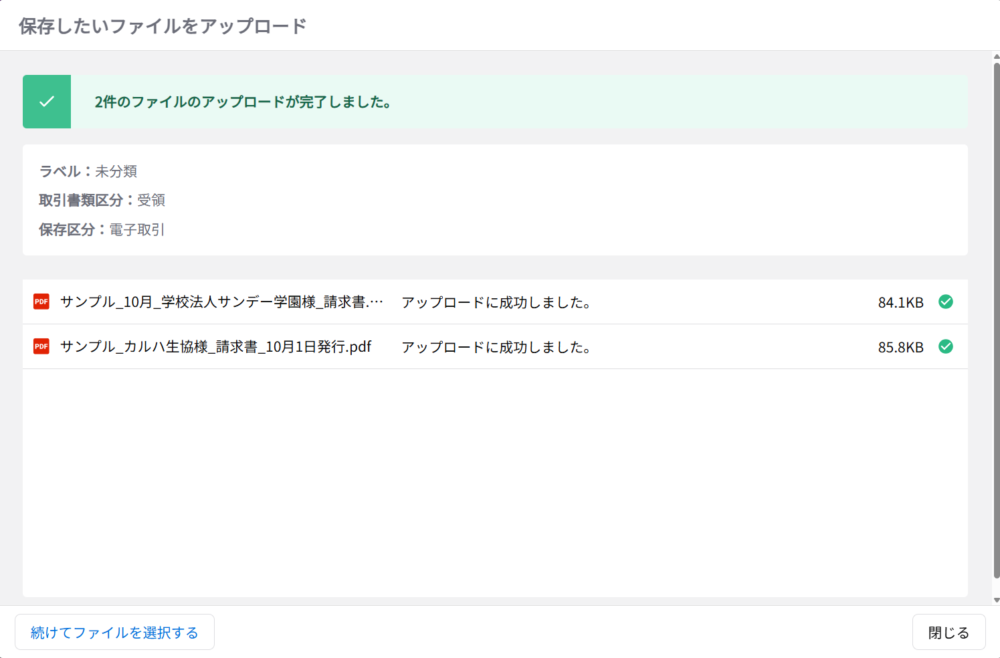 保存したいファイルをアップロード
2件のファイルのアップロードが完了しました。
ラベル：未分類
取引書類区分：受領
保存区分：電子取引
PDF サンプル_10月_学校法人サンデー学園様_請求書.… アップロードに成功しました。 84.1KB
PDF サンプル_カルハ生協様_請求書_10月1日発行.pdf アップロードに成功しました。 85.8KB
続けてファイルを選択する 閉じる